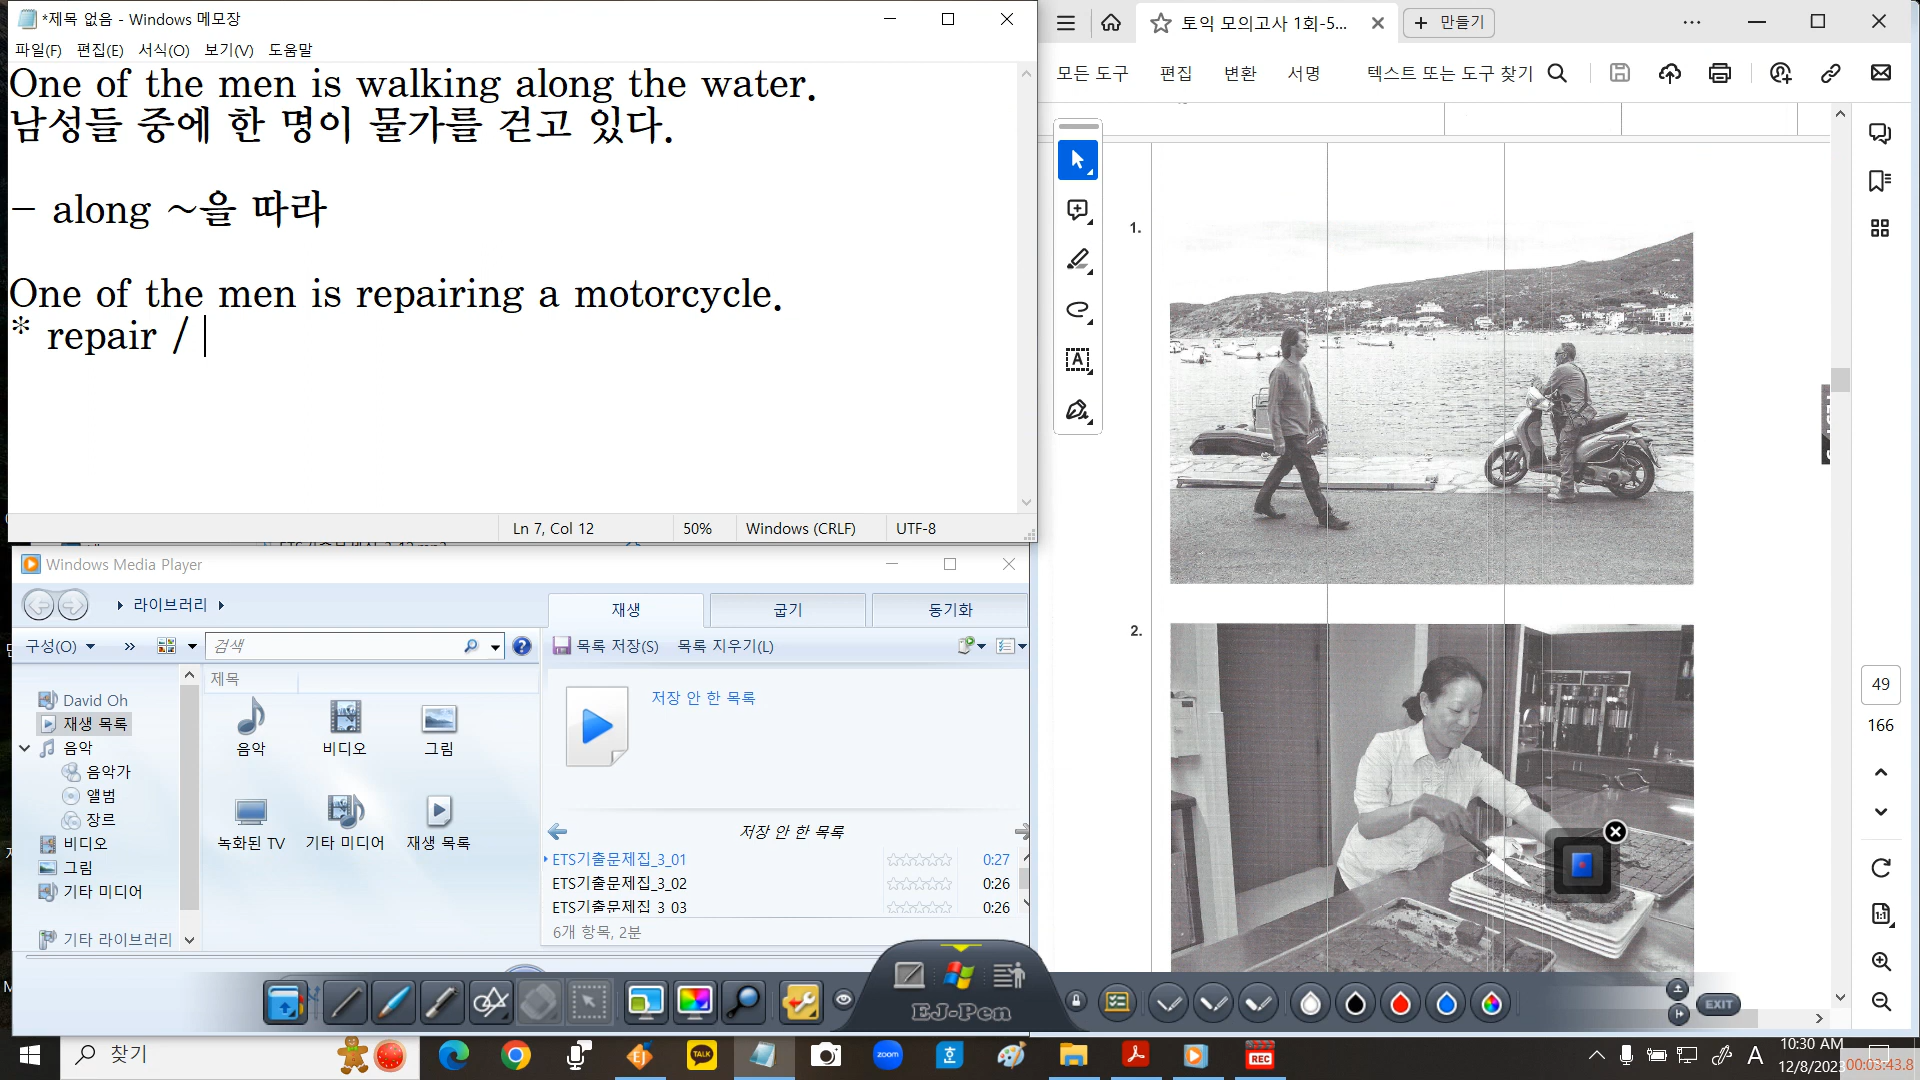 *제목 없음 - Windows 메모장
파일(F) 편집(E) 서식(O) 보기(V) 도움말
One of the men is walking along the water.
남성들 중에 한 명이 물가를 걷고 있다.
- along ~을 따라
One of the men is repairing a motorcycle.
* repair /
Ln 7, Col 12 50% Windows (CRLF) UTF-8
토익 모의고사 1회-5...
만들기
모든 도구 편집 변환 서명 텍스트 또는 도구 찾기
1.
2.
49
166
Windows Media Player
라이브러리
재생 굽기 동기화
구성(O) » 검색 목록 저장(S) 목록 지우기(L)
제목
David Oh
재생 목록
음악
음악가
앨범
장르
비디오
그림
기타 미디어
기타 라이브러리
음악 비디오 그림
녹화된 TV 기타 미디어 재생 목록
저장 안 한 목록
저장 안 한 목록
ETS기출문제집_3_01 0:27
ETS기출문제집_3_02 0:26
ETS기출문제집_3_03 0:26
6개 항목, 2분
EJ-Pen
EXIT
찾기
TALK
zoom
REC
A
10:30 AM
12/8/2023
00:03:43.8